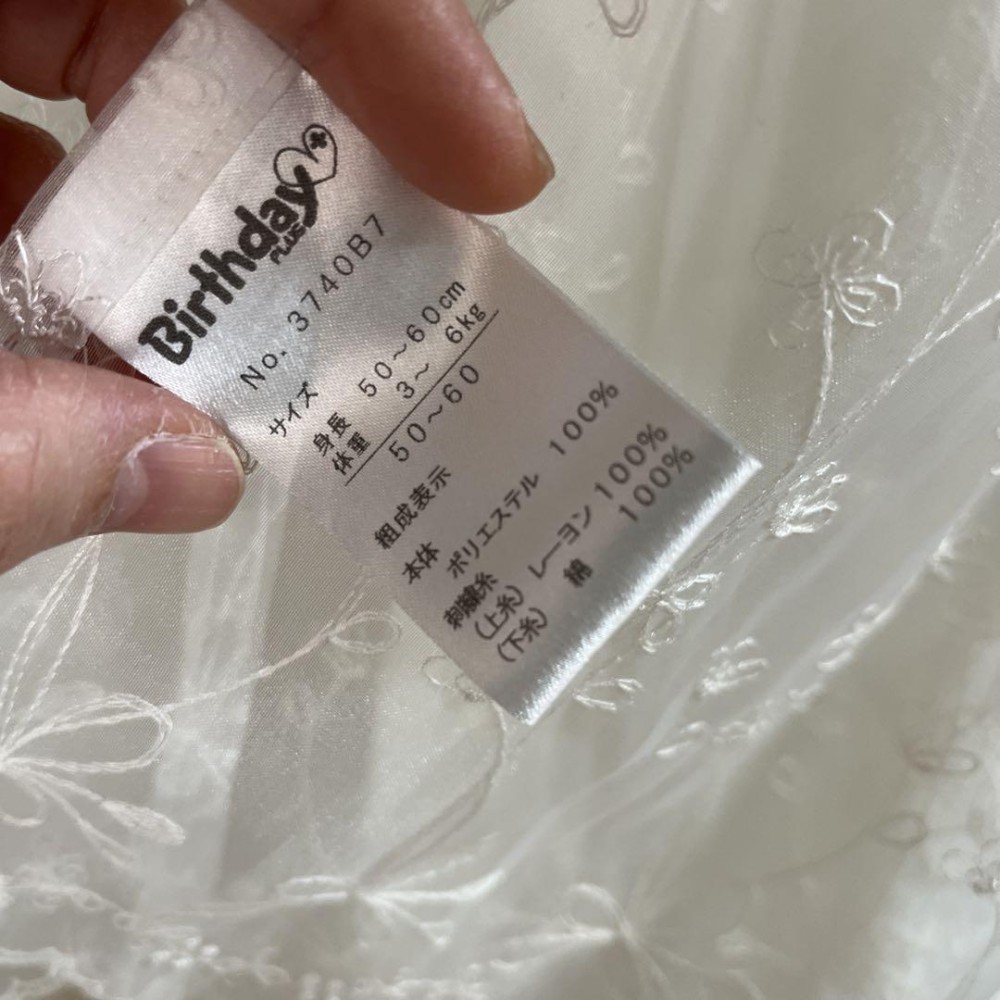 Birthday
PLUS
No. 3740B7
サイズ
身長 50～60cm
体重 3～ 6kg
50～60
組成表示
本体 ポリエステル 100%
刺繍糸
(上糸) レーヨン 100%
(下糸) 綿 100%